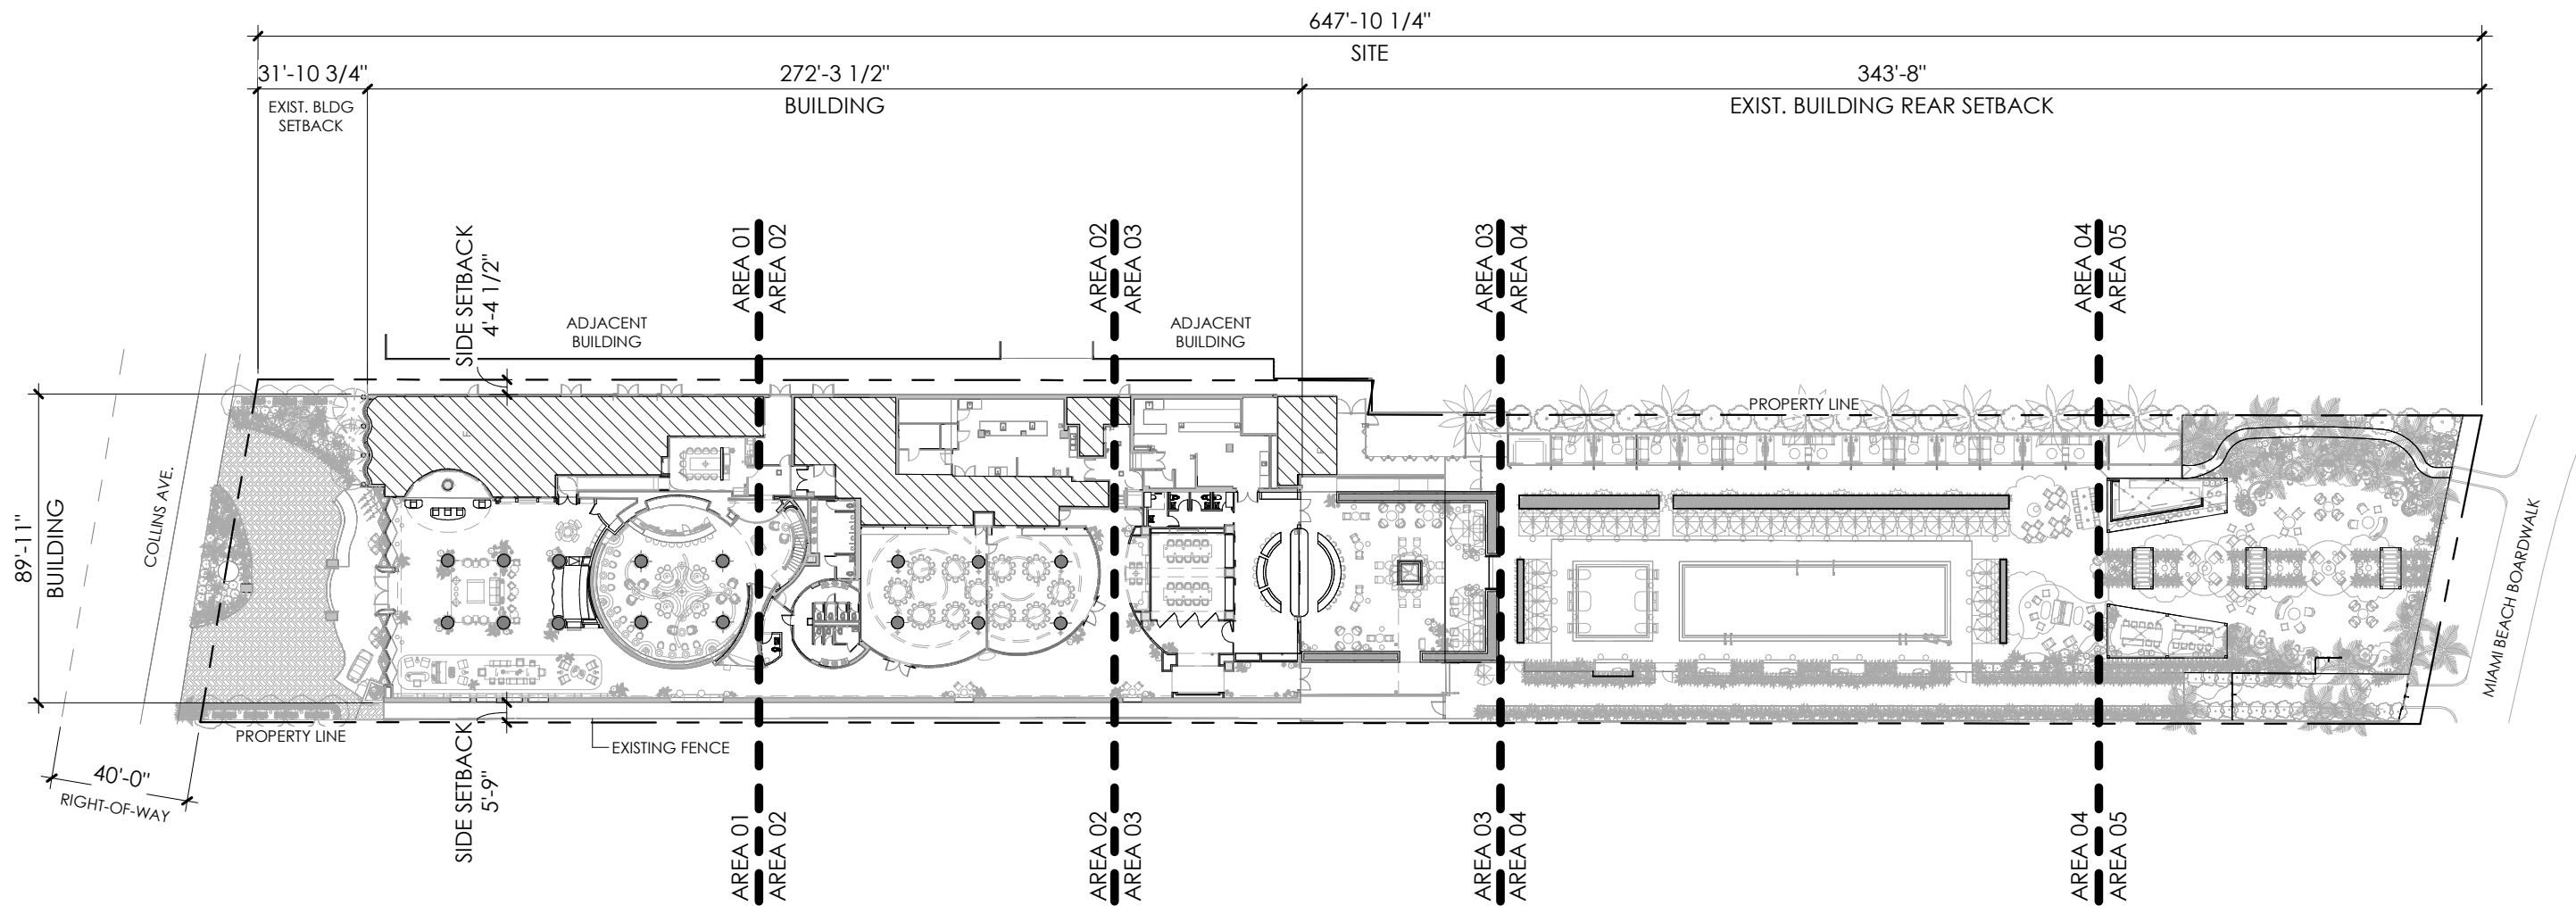 647'-10 1/4"
SITE
31'-10 3/4"
272'-3 1/2"
343'-8"
EXIST. BLDG
SETBACK
BUILDING
EXIST. BUILDING REAR SETBACK
SIDE SETBACK
4'-4 1/2"
AREA 01
AREA 02
AREA 02
AREA 03
AREA 03
AREA 04
AREA 04
AREA 05
ADJACENT
BUILDING
ADJACENT
BUILDING
PROPERTY LINE
89'-11"
BUILDING
COLLINS AVE.
MIAMI BEACH BOARDWALK
PROPERTY LINE
EXISTING FENCE
40'-0"
RIGHT-OF-WAY
SIDE SETBACK
5'-9"
AREA 01
AREA 02
AREA 02
AREA 03
AREA 03
AREA 04
AREA 04
AREA 05